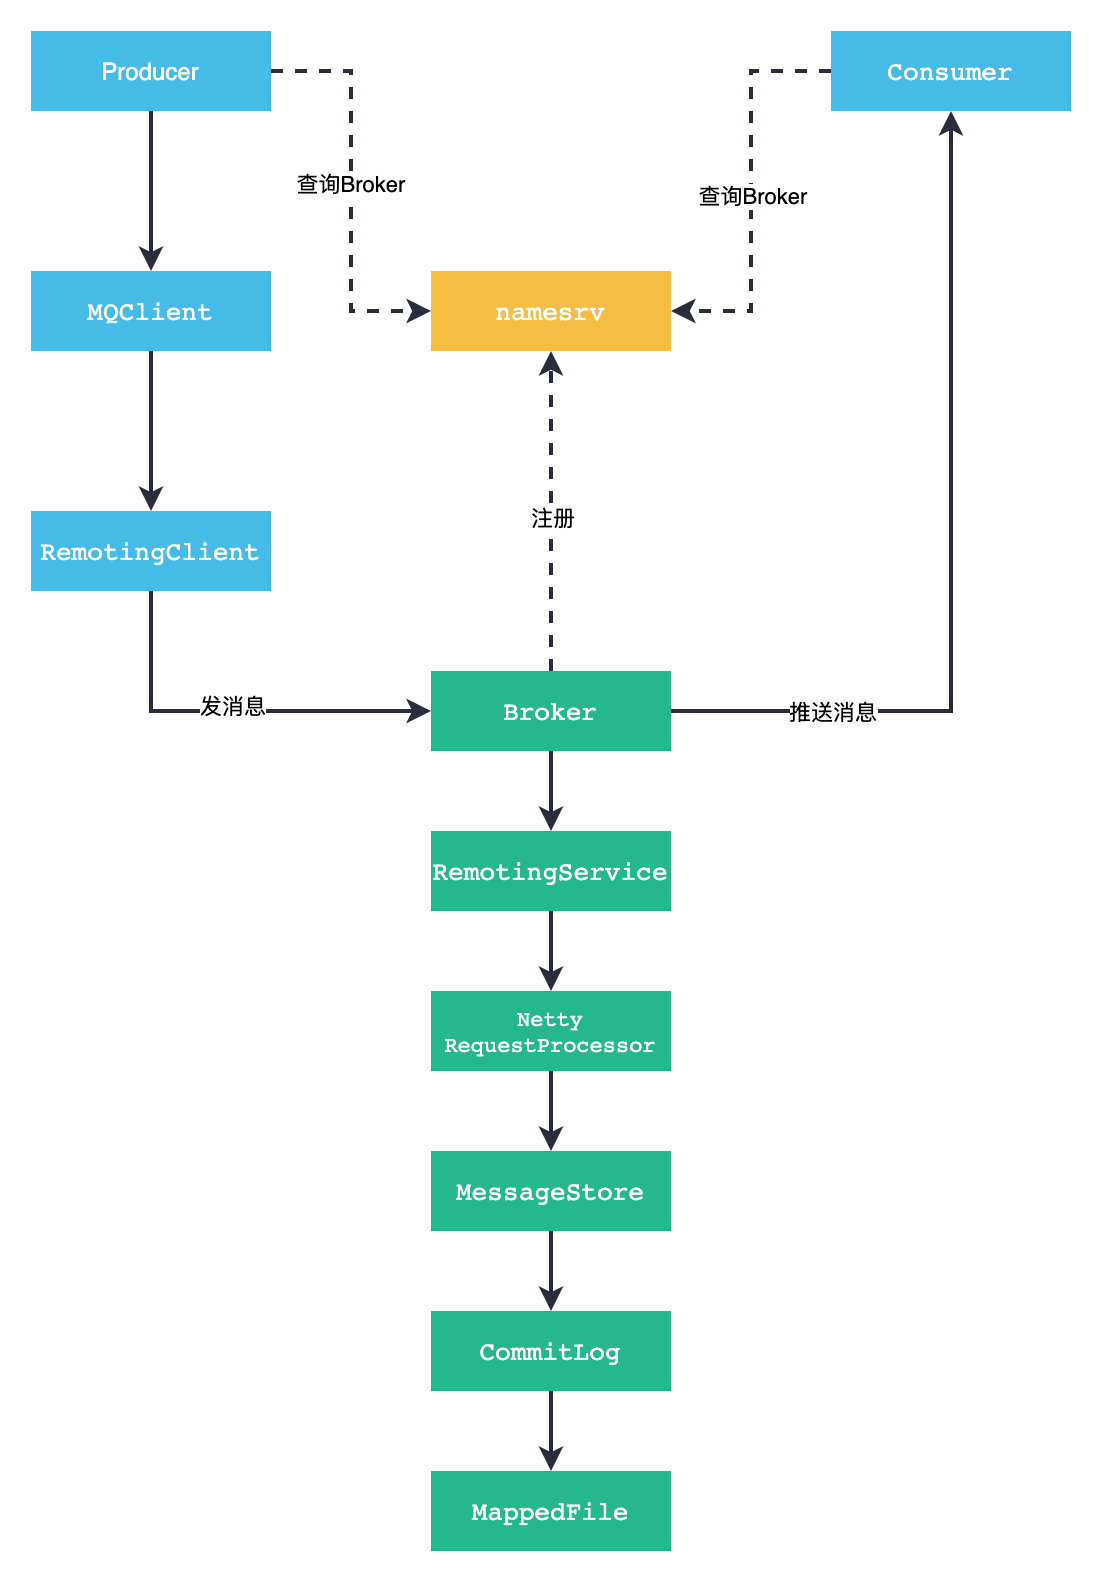 Producer
Consumer
查询Broker
查询Broker
MQClient
namesrv
注册
RemotingClient
发消息
Broker
推送消息
RemotingService
Netty
RequestProcessor
MessageStore
CommitLog
MappedFile